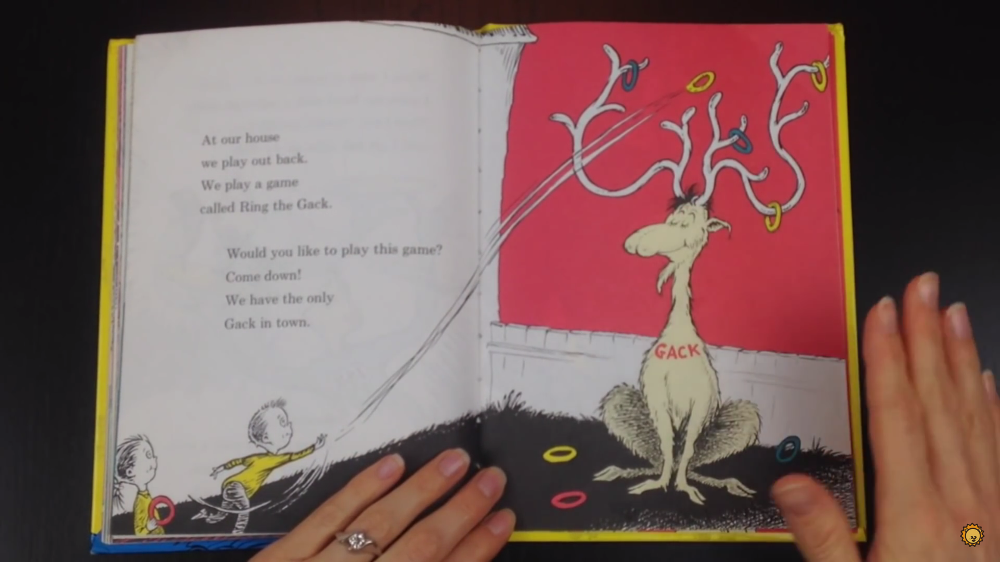 At our house
we play out back.
We play a game
called Ring the Gack.
Would you like to play this game?
Come down!
We have the only
Gack in town.
GACK